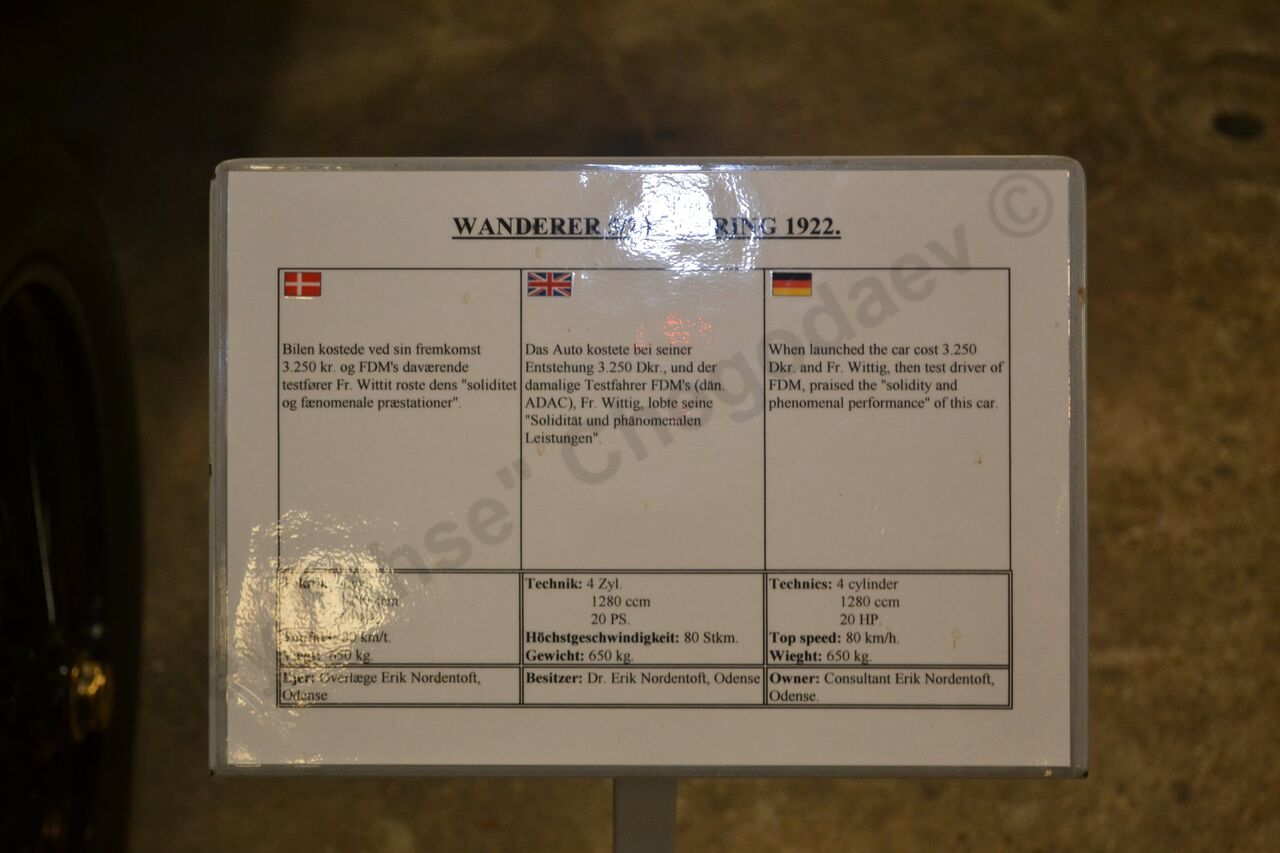 WANDERER RING 1922.
Bilen kostede ved sin fremkomst
3.250 kr. og FDM's daværende
testfører Fr. Wittit roste dens "soliditet
og fænomenale præstationer".
Das Auto kostete bei seiner
Entstehung 3.250 Dkr., und der
damalige Testfahrer FDM's (dän.
ADAC), Fr. Wittig, lobte seine
"Solidität und phänomenalen
Leistungen".
When launched the car cost 3.250
Dkr. and Fr. Wittig, then test driver of
FDM, praised the "solidity and
phenomenal performance" of this car.
km/t.
650 kg.
Technik: 4 Zyl.
1280 ccm
20 PS.
Höchstgeschwindigkeit: 80 Stkm.
Gewicht: 650 kg.
Technics: 4 cylinder
1280 ccm
20 HP.
Top speed: 80 km/h.
Wieght: 650 kg.
Ejer: Overlæge Erik Nordentoft,
Odense
Besitzer: Dr. Erik Nordentoft, Odense
Owner: Consultant Erik Nordentoft,
Odense.
hse" Chegodaev ©